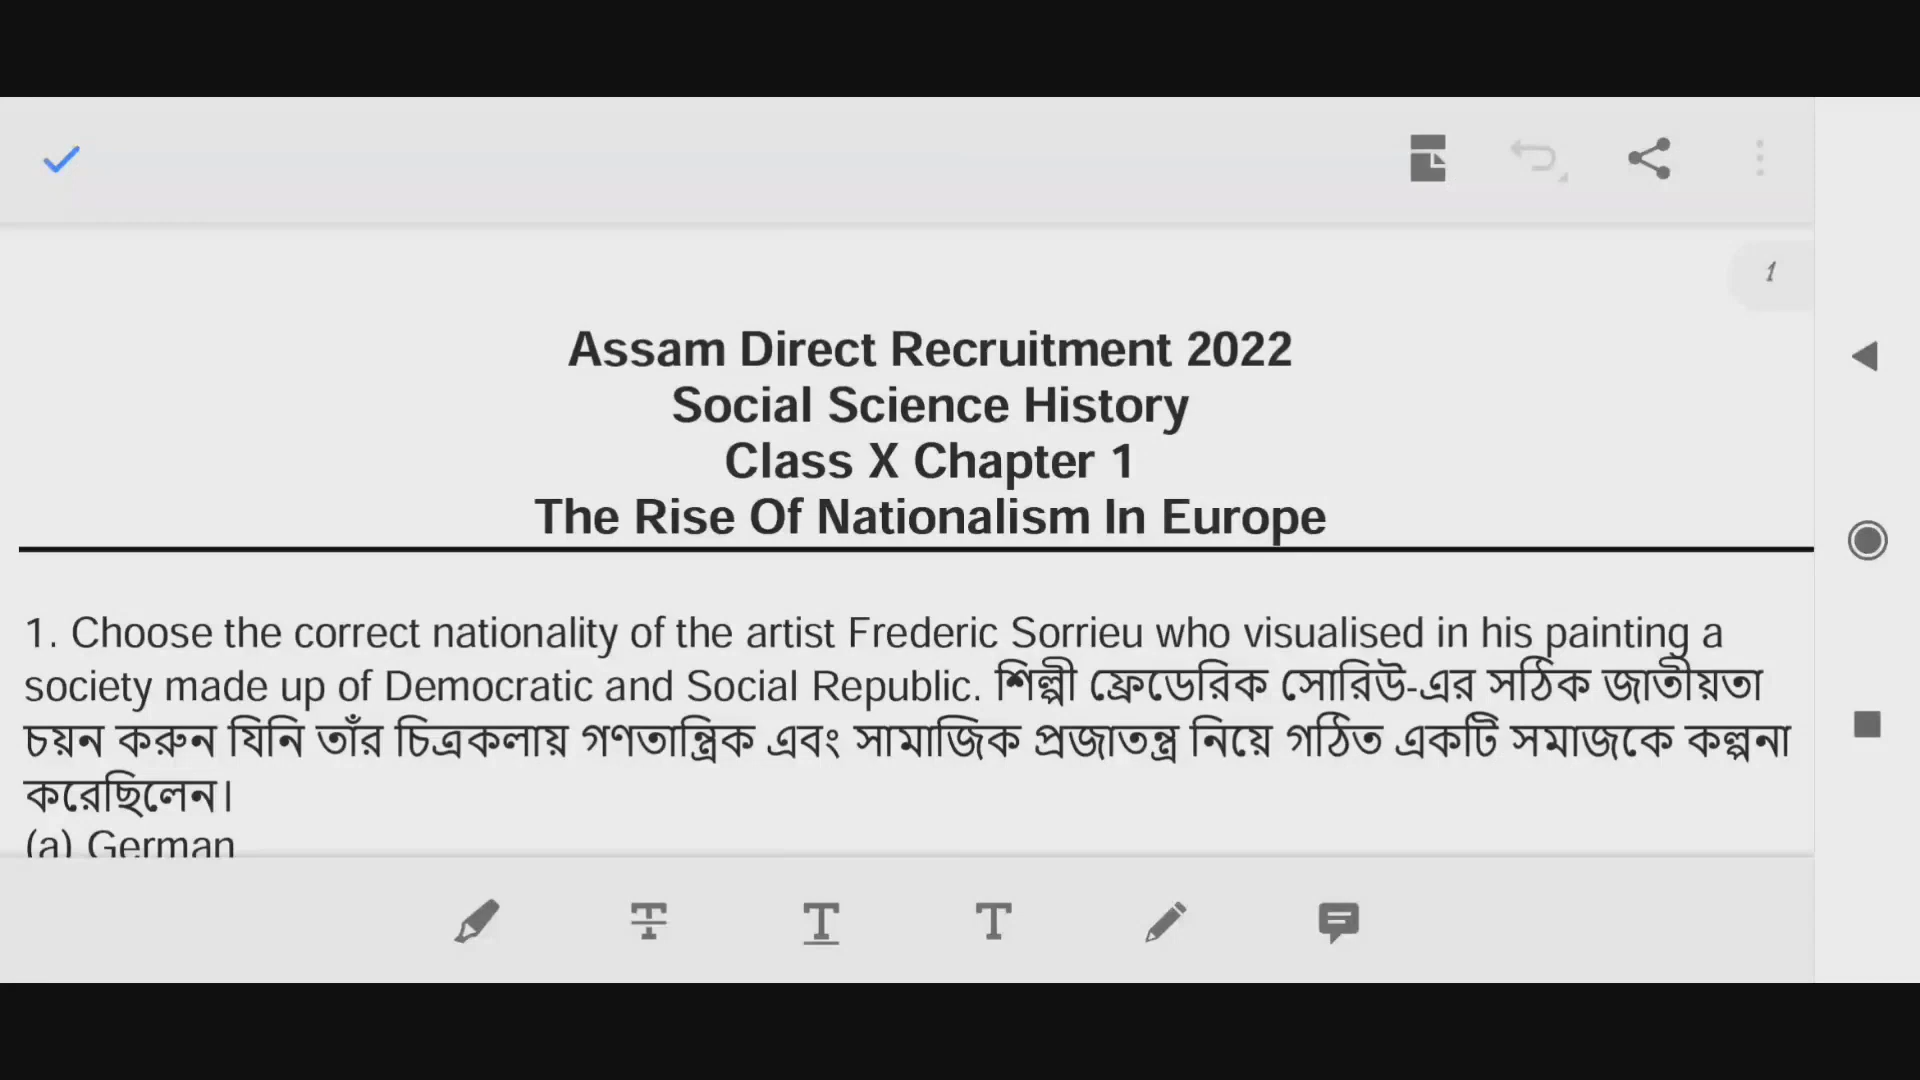 1
Assam Direct Recruitment 2022
Social Science History
Class X Chapter 1
The Rise Of Nationalism In Europe
1. Choose the correct nationality of the artist Frederic Sorrieu who visualised in his painting a
society made up of Democratic and Social Republic. শিল্পী ফ্রেডেরিক সোরিউ-এর সঠিক জাতীয়তা
চয়ন করুন যিনি তাঁর চিত্রকলায় গণতান্ত্রিক এবং সামাজিক প্রজাতন্ত্র নিয়ে গঠিত একটি সমাজকে কল্পনা
করেছিলেন।
(a) German